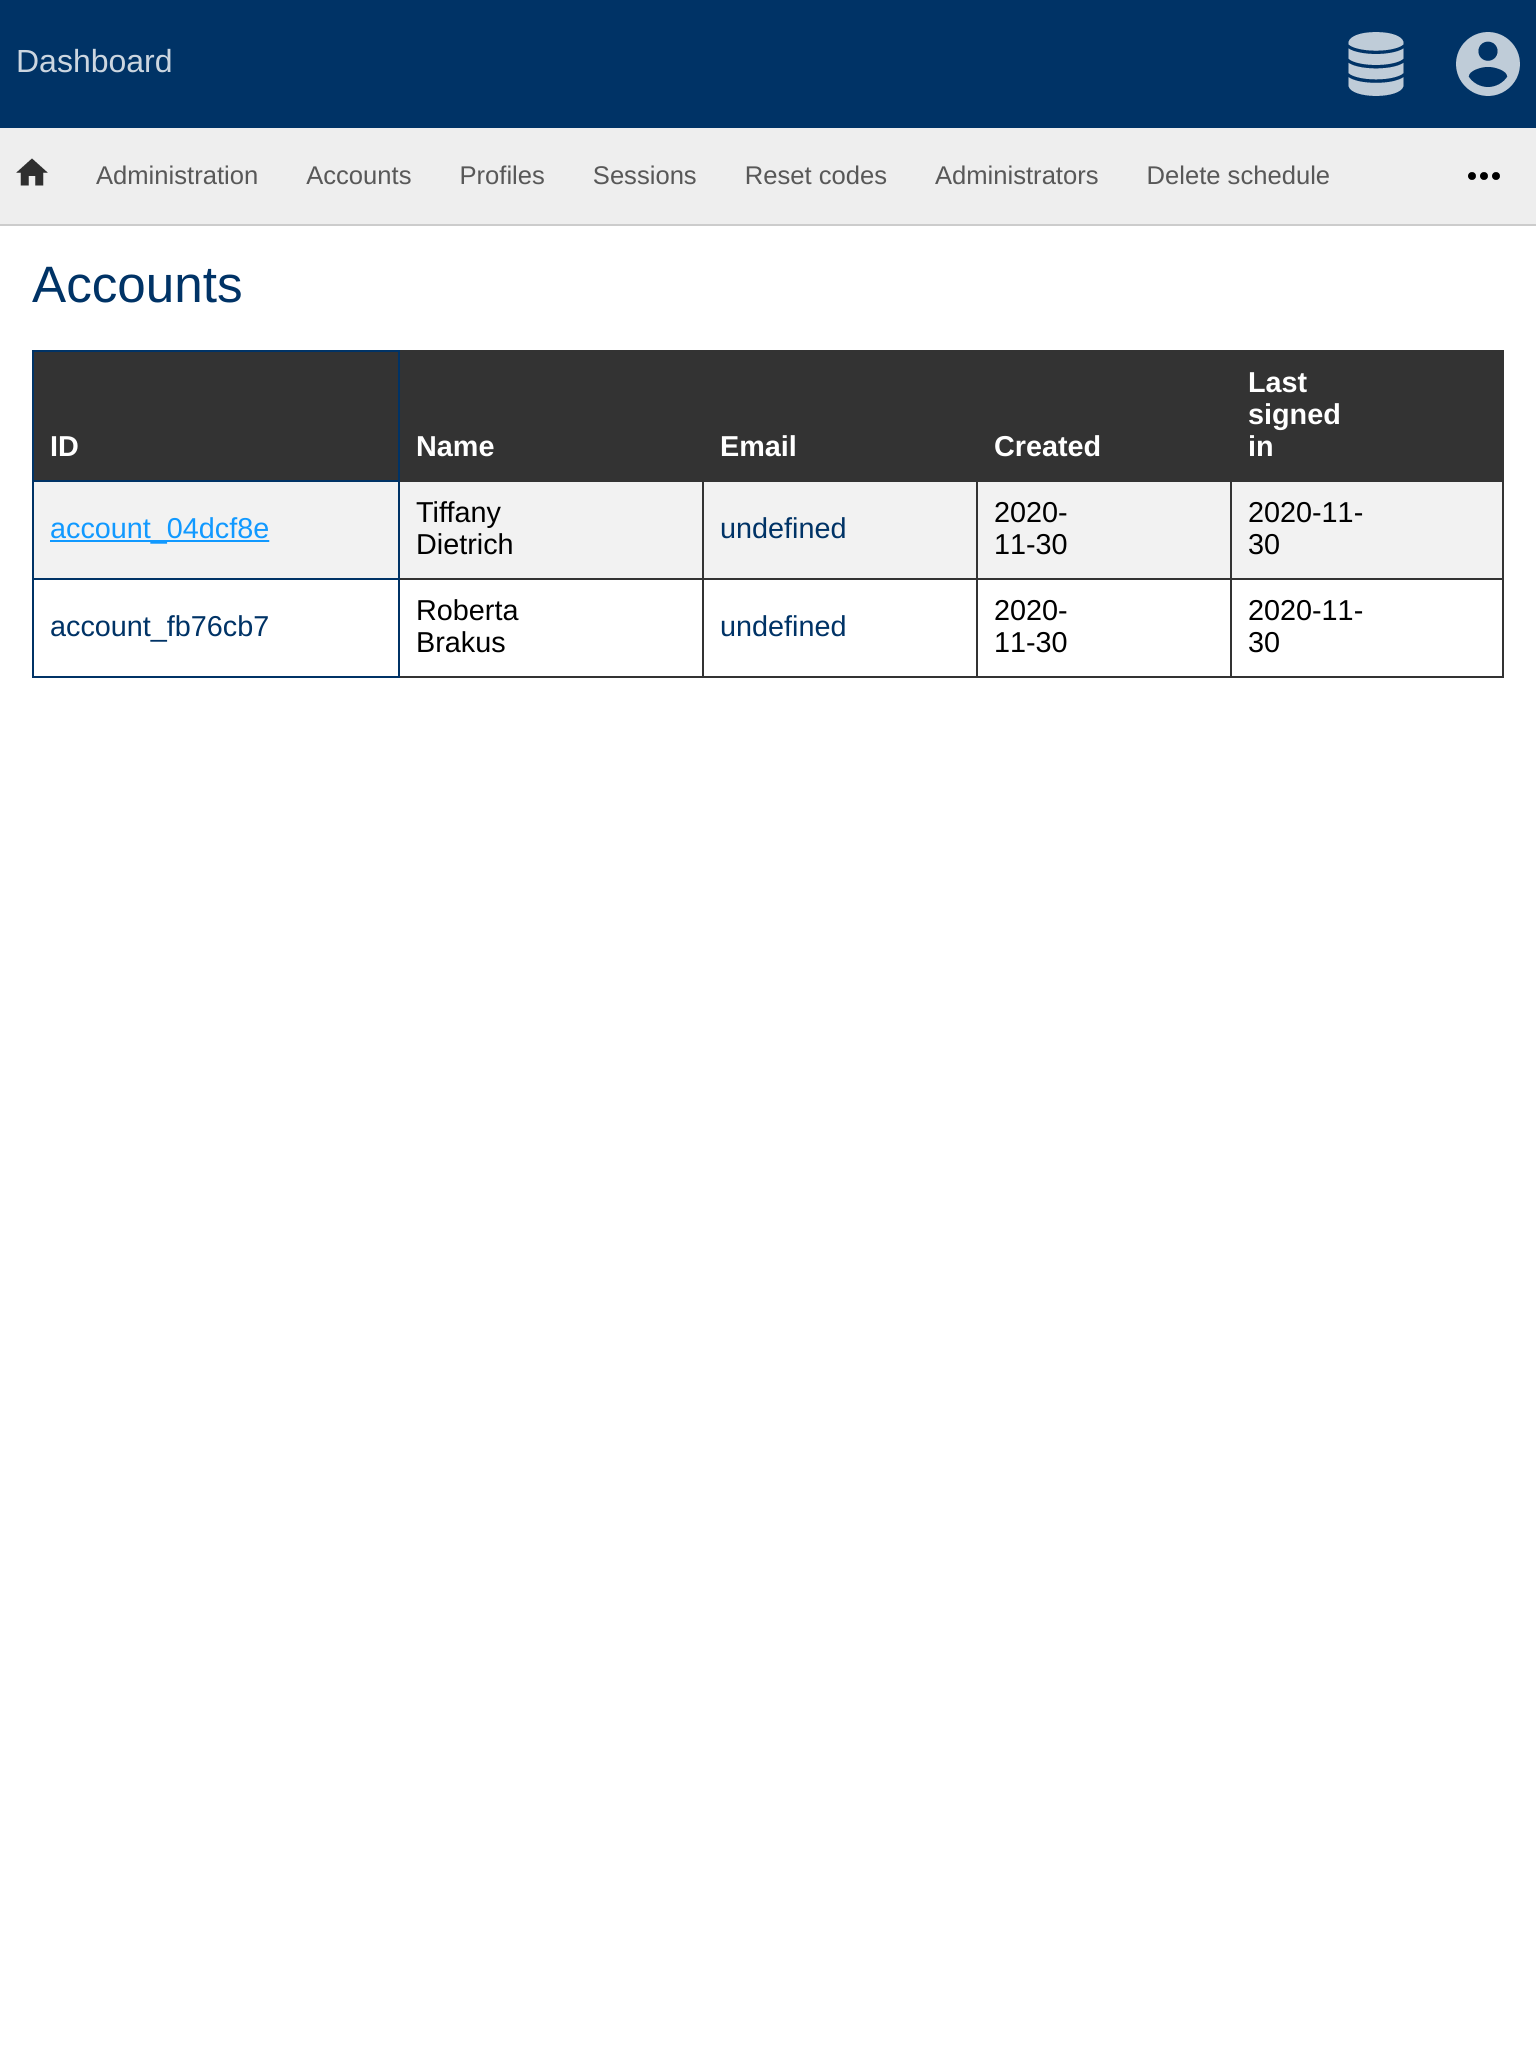 Dashboard
Administration Accounts Profiles Sessions Reset codes Administrators Delete schedule
Accounts
ID Name Email Created Last signed in
account_04dcf8e Tiffany Dietrich undefined 2020-11-30 2020-11-30
account_fb76cb7 Roberta Brakus undefined 2020-11-30 2020-11-30